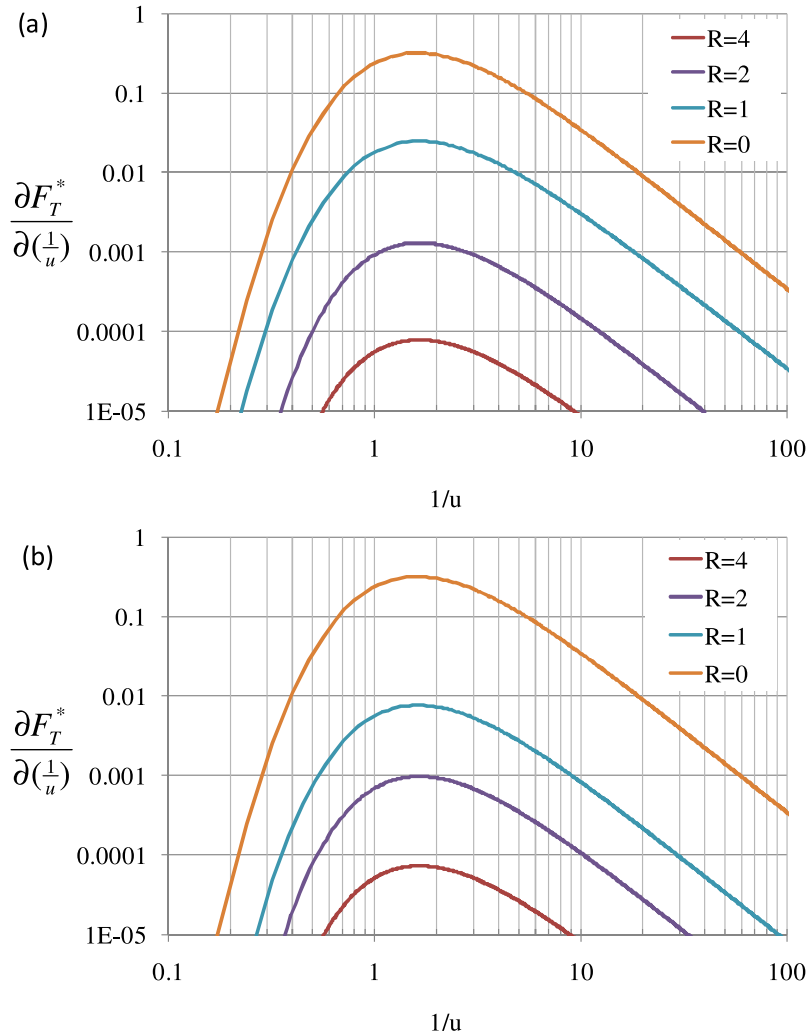 (a)
1
0.1
0.01
0.001
0.0001
1E-05
∂F_T^*
∂(1/u)
R=4
R=2
R=1
R=0
0.1
1
10
100
1/u
(b)
1
0.1
0.01
0.001
0.0001
1E-05
∂F_T^*
∂(1/u)
R=4
R=2
R=1
R=0
0.1
1
10
100
1/u